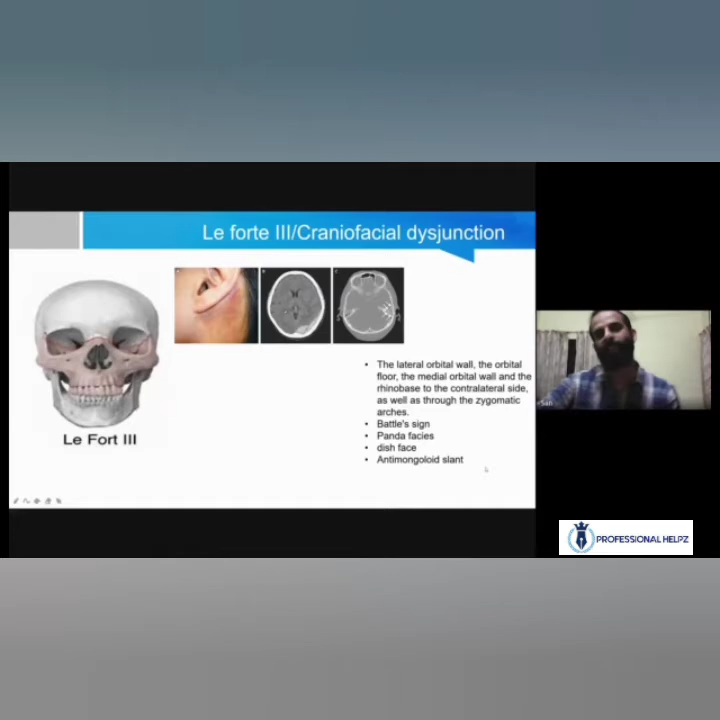 Le forte III/Craniofacial dysjunction
Le Fort III
• The lateral orbital wall, the orbital
floor, the medial orbital wall and the
rhinobase to the contralateral side,
as well as through the zygomatic
arches.
• Battle's sign
• Panda facies
• dish face
• Antimongoloid slant
PROFESSIONAL HELPZ